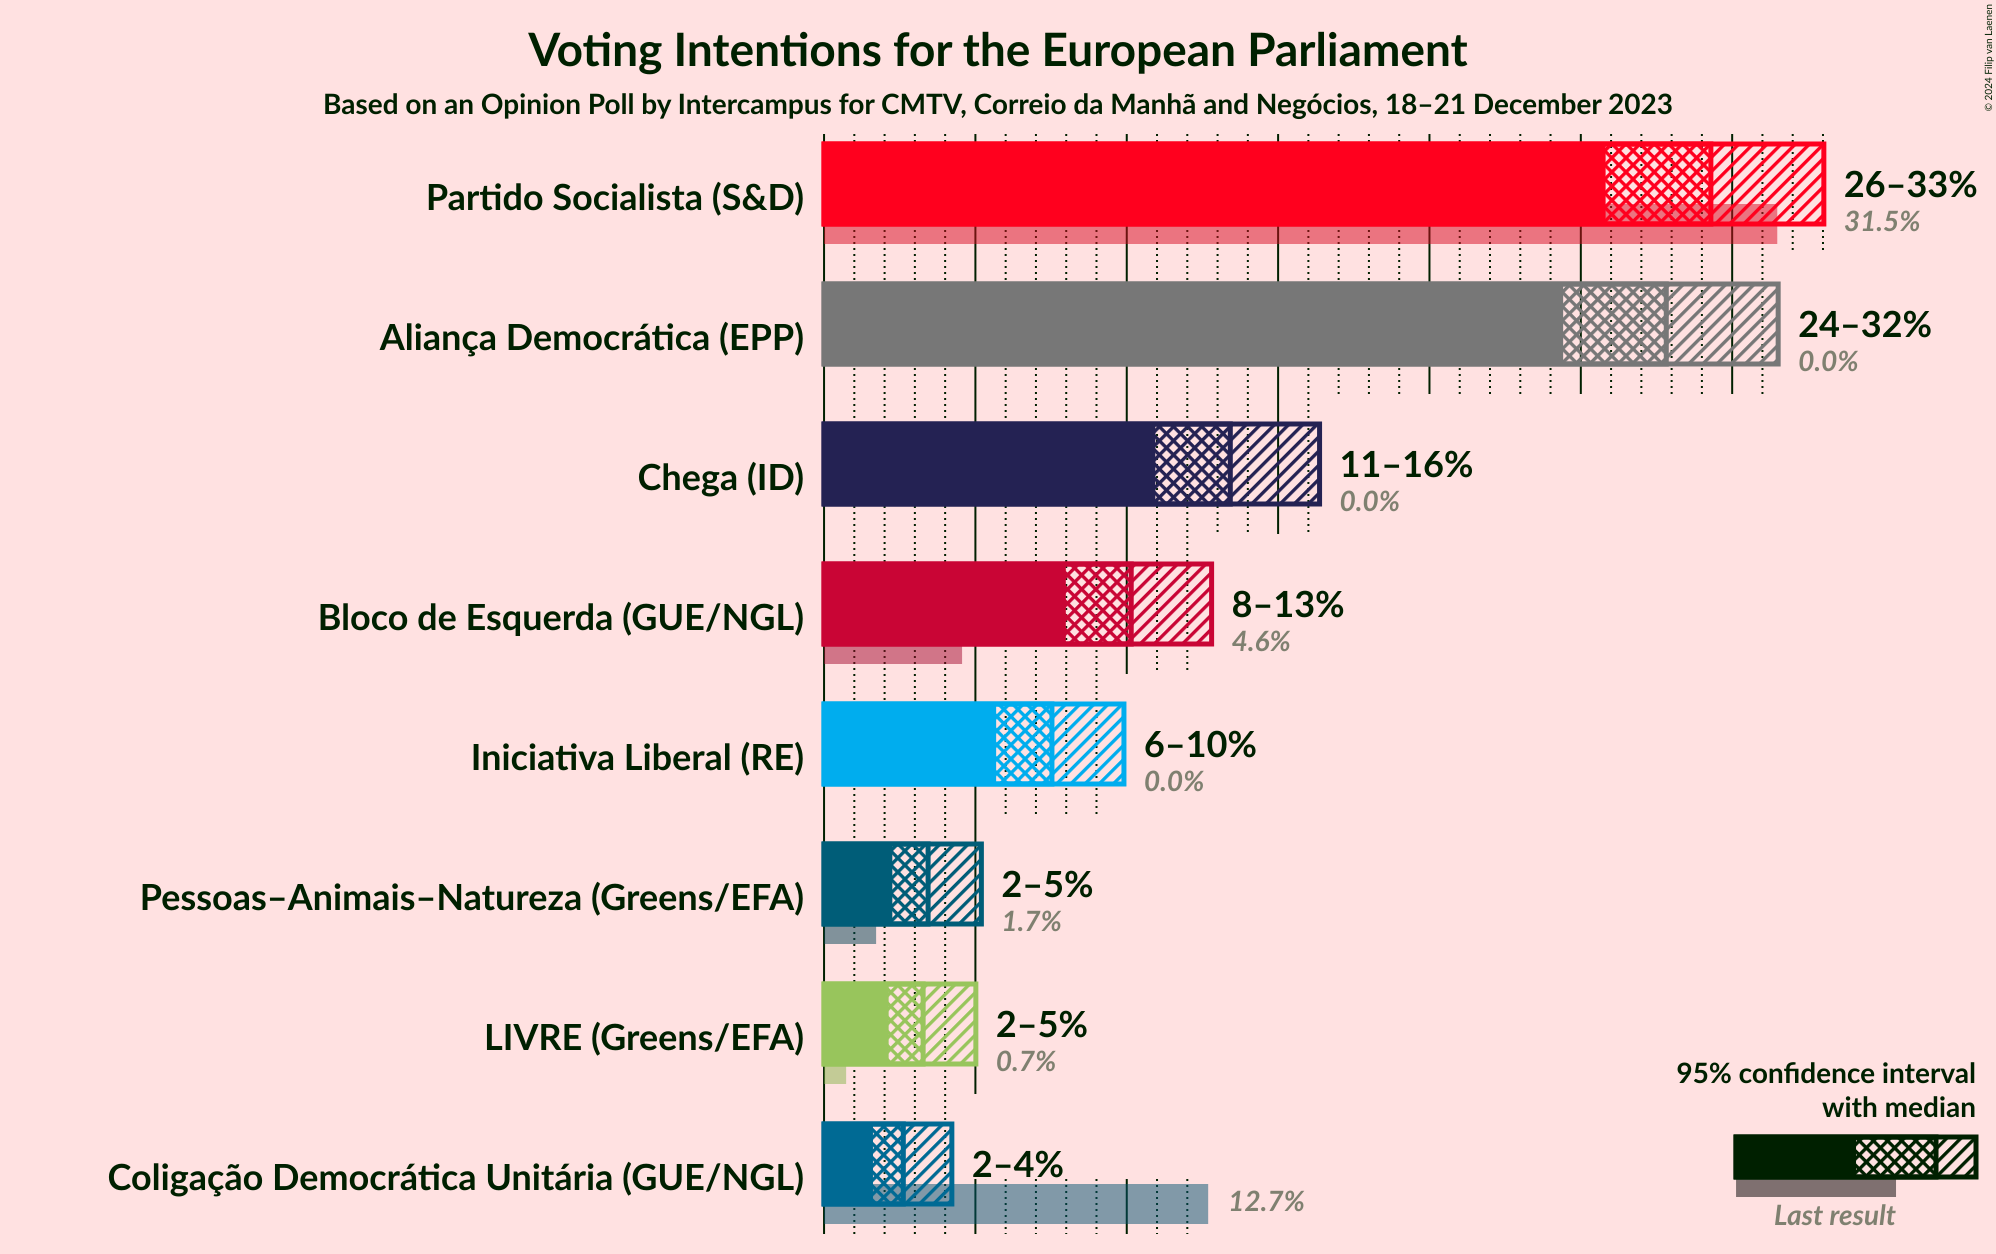 Voting Intentions for the European Parliament
Based on an Opinion Poll by Intercampus for CMTV, Correio da Manhã and Negócios, 18–21 December 2023
© 2024 Filip van Laenen
Partido Socialista (S&D)
26–33%
31.5%
Aliança Democrática (EPP)
24–32%
0.0%
Chega (ID)
11–16%
0.0%
Bloco de Esquerda (GUE/NGL)
8–13%
4.6%
Iniciativa Liberal (RE)
6–10%
0.0%
Pessoas–Animais–Natureza (Greens/EFA)
2–5%
1.7%
LIVRE (Greens/EFA)
2–5%
0.7%
Coligação Democrática Unitária (GUE/NGL)
2–4%
12.7%
95% confidence interval
with median
Last result